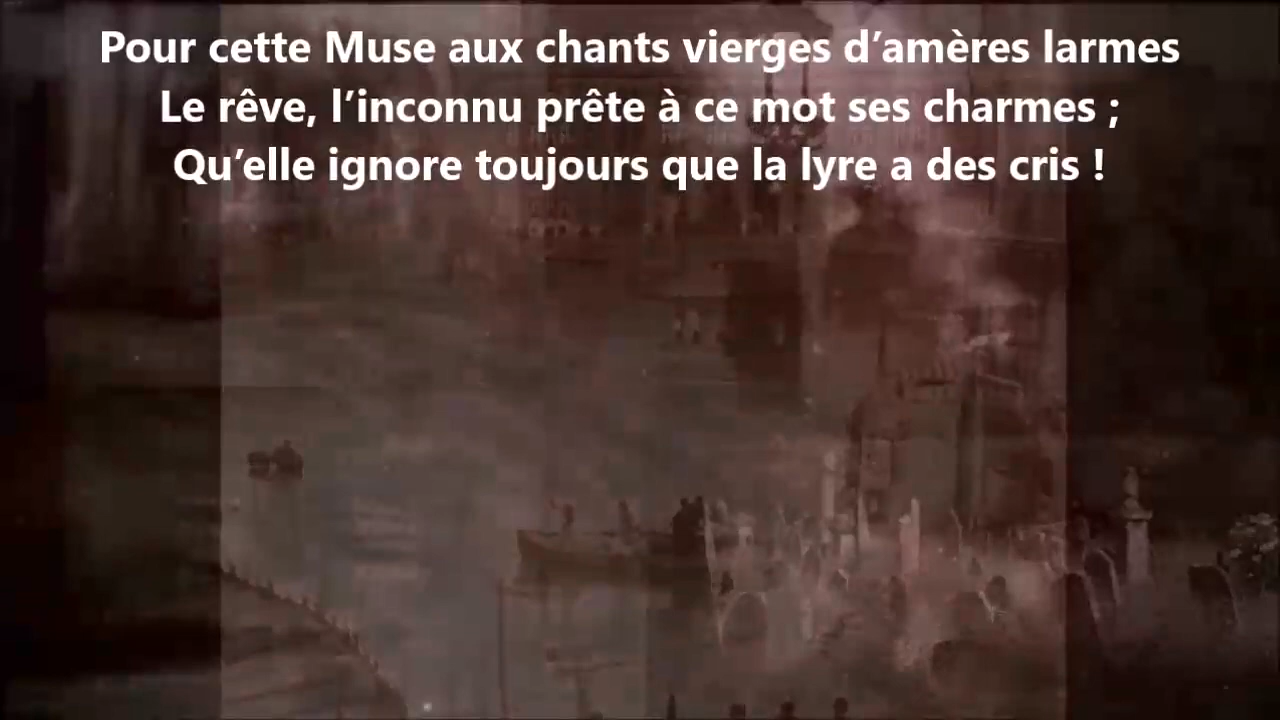 Pour cette Muse aux chants vierges d’amères larmes
Le rêve, l’inconnu prête à ce mot ses charmes ;
Qu’elle ignore toujours que la lyre a des cris !